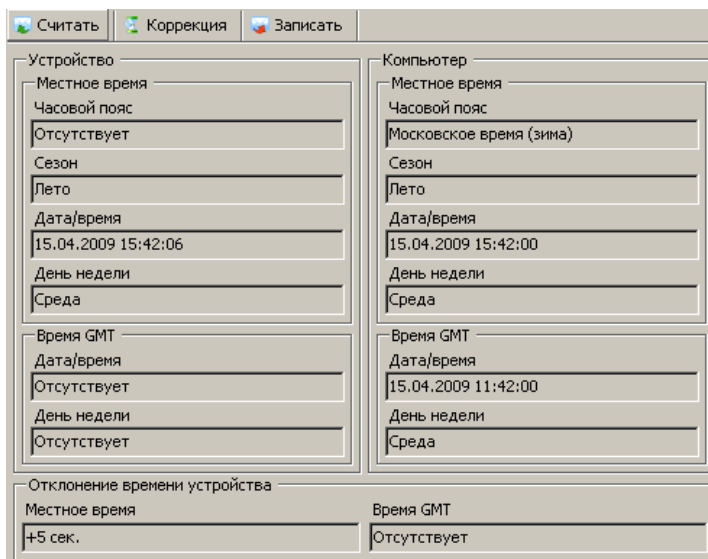 Считать Коррекция Записать
Устройство
Местное время
Часовой пояс
Отсутствует
Сезон
Лето
Дата/время
15.04.2009 15:42:06
День недели
Среда
Время GMT
Дата/время
Отсутствует
День недели
Отсутствует
Компьютер
Местное время
Часовой пояс
Московское время (зима)
Сезон
Лето
Дата/время
15.04.2009 15:42:00
День недели
Среда
Время GMT
Дата/время
15.04.2009 11:42:00
День недели
Среда
Отклонение времени устройства
Местное время
+5 сек.
Время GMT
Отсутствует